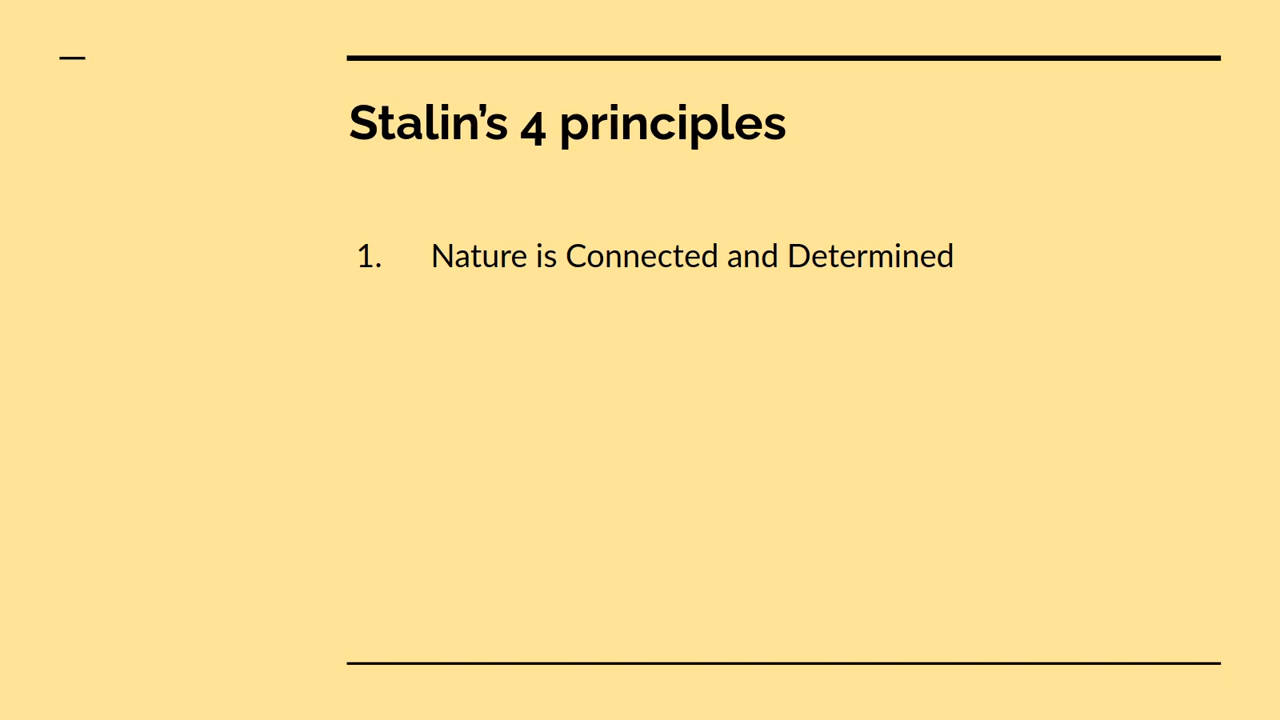 Stalin’s 4 principles
1. Nature is Connected and Determined